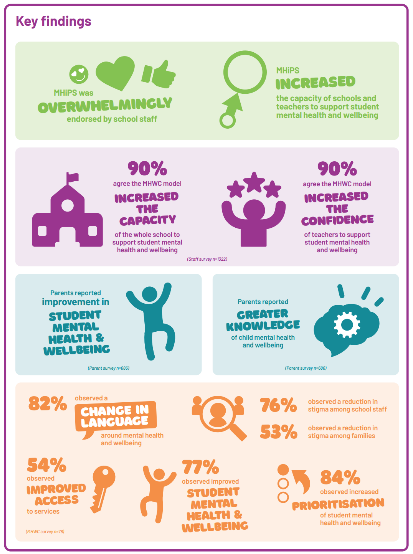 Key findings
MHiPS was
OVERWHELMINGLY
endorsed by school staff
MHiPS
INCREASED
the capacity of schools and
teachers to support student
mental health and wellbeing
90%
agree the MHWC model
INCREASED
THE
CAPACITY
of the whole school to
support student mental
health and wellbeing
90%
agree the MHWC model
INCREASED
THE
CONFIDENCE
of teachers to support
student mental health
and wellbeing
Parents reported
improvement in
STUDENT
MENTAL
HEALTH &
WELLBEING
Parents reported
GREATER
KNOWLEDGE
of child mental health
and wellbeing
82%
observed a
CHANGE IN
LANGUAGE
around mental health
and wellbeing
76%
observed a reduction in
stigma among school staff
53%
observed a reduction in
stigma among families
54%
observed
IMPROVED
ACCESS
to services
77%
observed improved
STUDENT
MENTAL
HEALTH &
WELLBEING
84%
observed increased
PRIORITISATION
of student mental
health and wellbeing